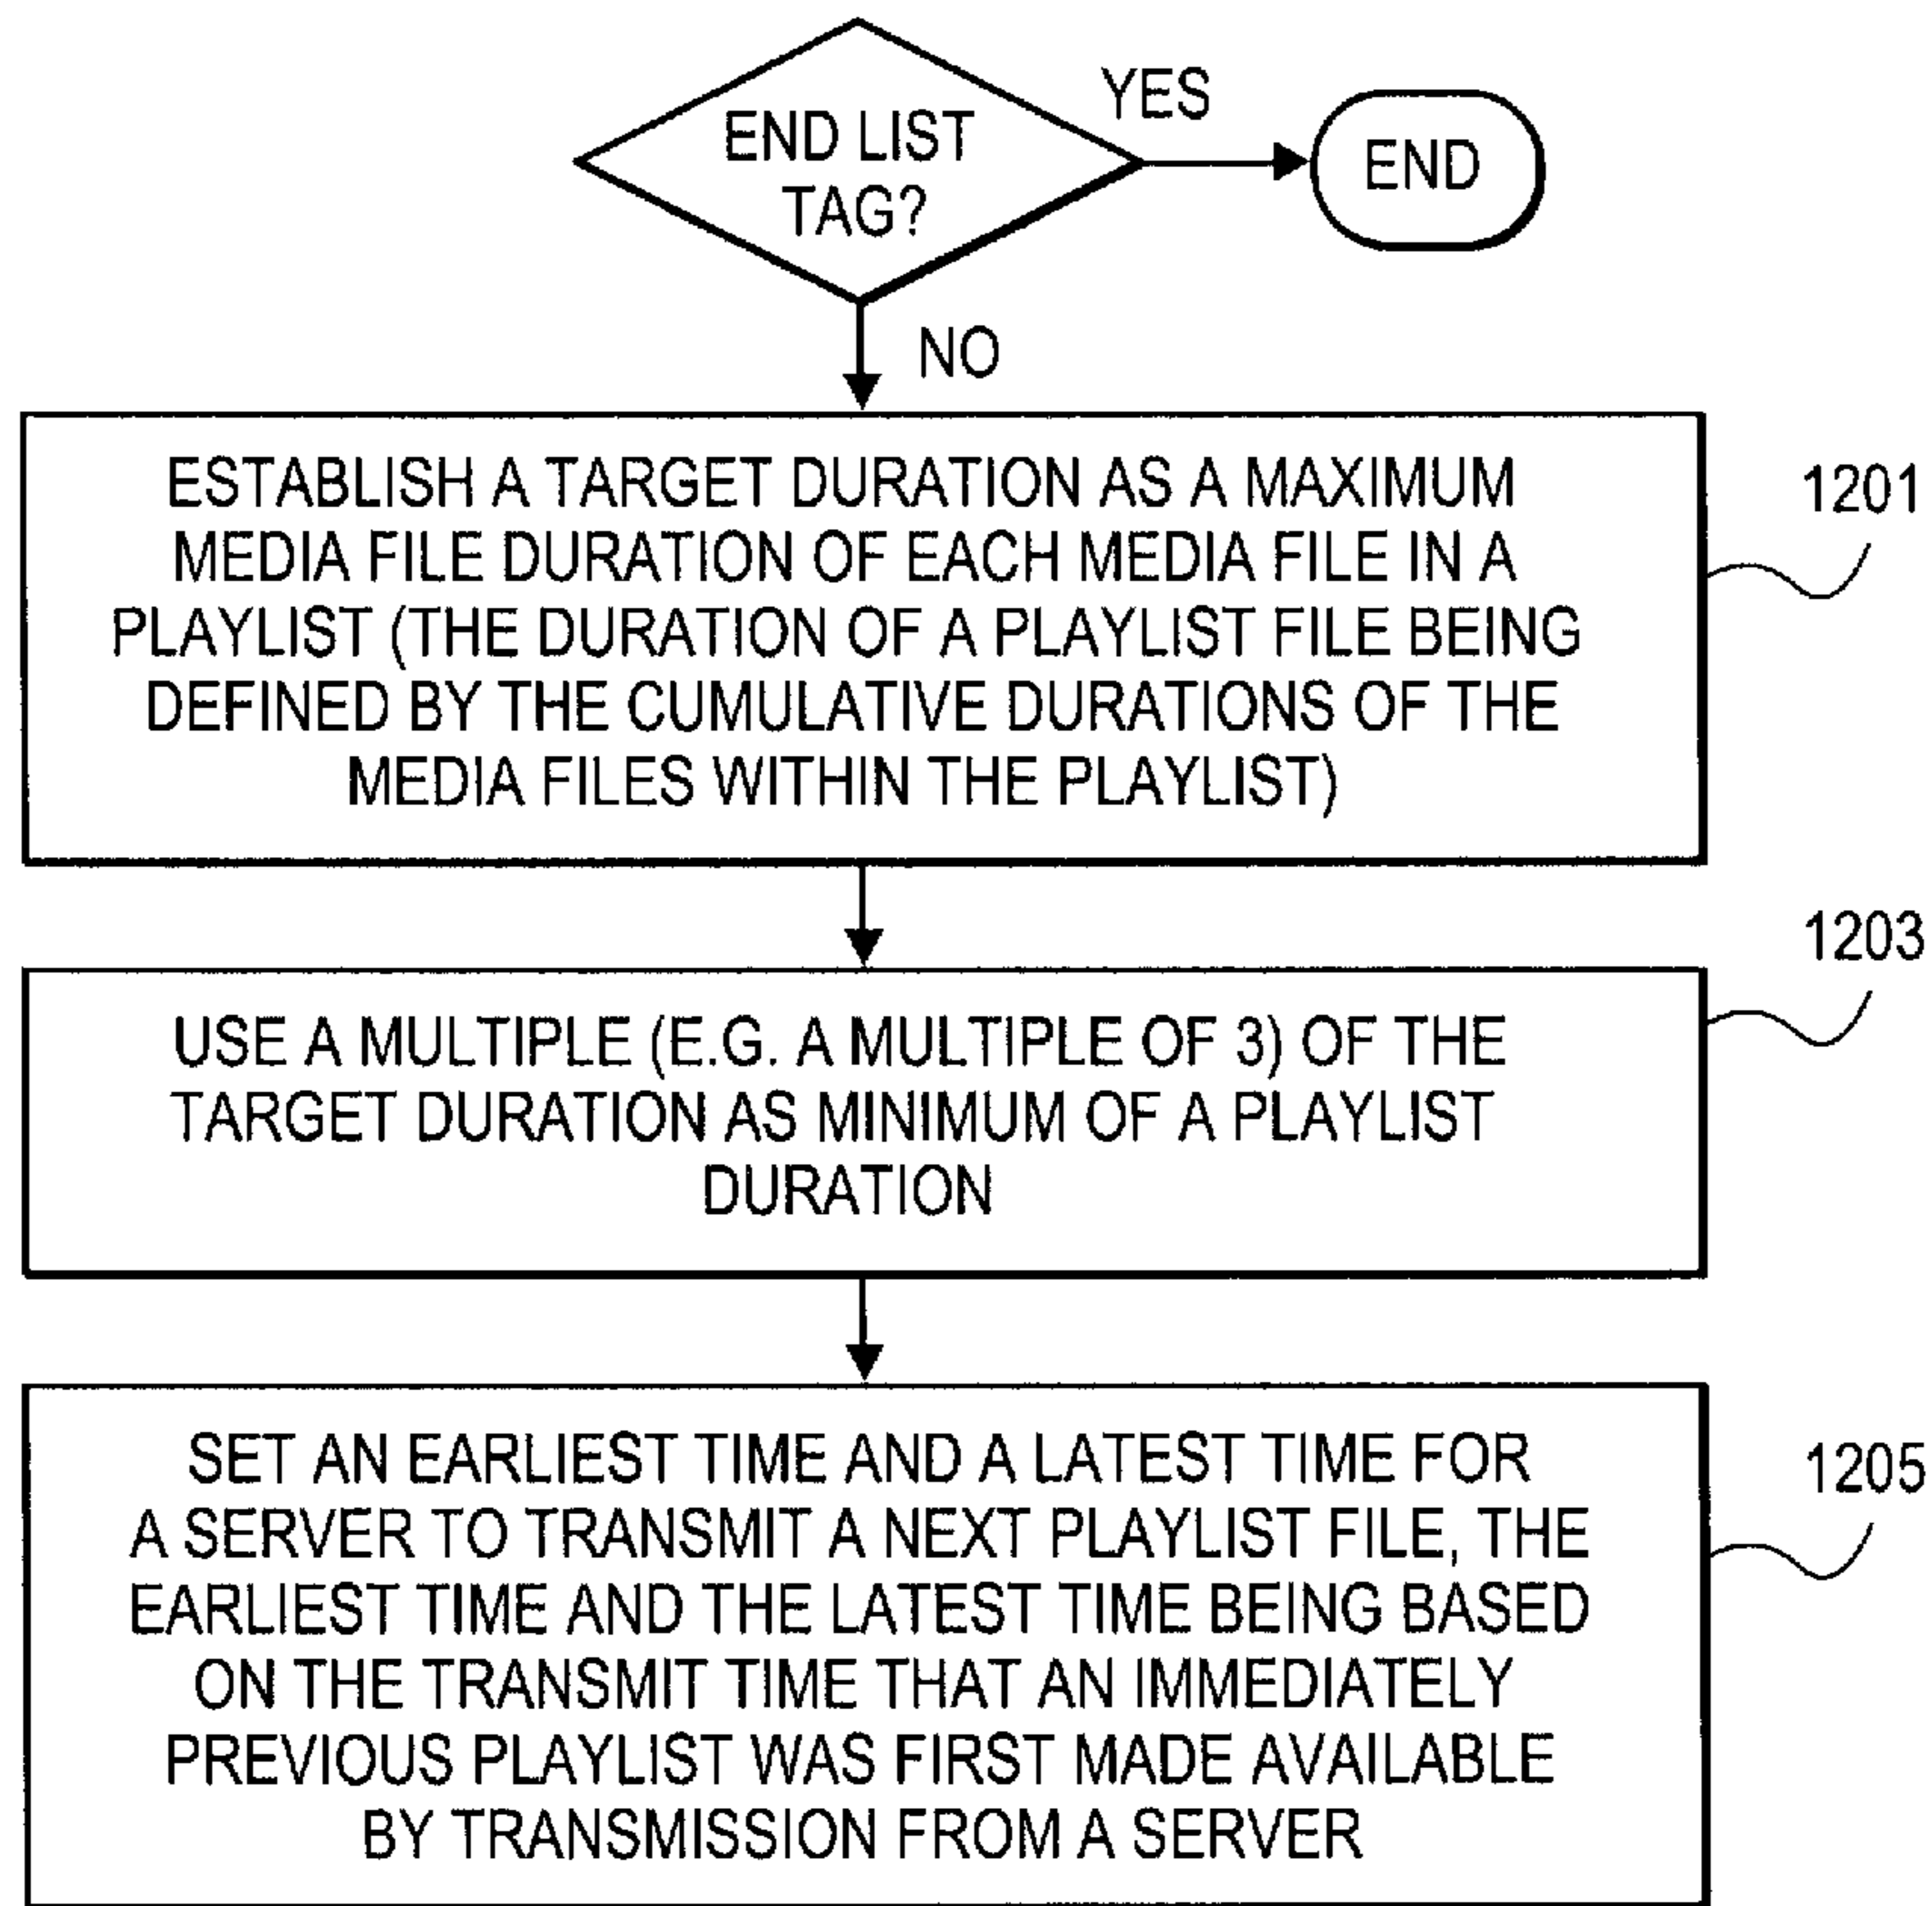 END LIST
TAG?
YES
END
NO
ESTABLISH A TARGET DURATION AS A MAXIMUM
MEDIA FILE DURATION OF EACH MEDIA FILE IN A
PLAYLIST (THE DURATION OF A PLAYLIST FILE BEING
DEFINED BY THE CUMULATIVE DURATIONS OF THE
MEDIA FILES WITHIN THE PLAYLIST)
1201
USE A MULTIPLE (E.G. A MULTIPLE OF 3) OF THE
TARGET DURATION AS MINIMUM OF A PLAYLIST
DURATION
1203
SET AN EARLIEST TIME AND A LATEST TIME FOR
A SERVER TO TRANSMIT A NEXT PLAYLIST FILE, THE
EARLIEST TIME AND THE LATEST TIME BEING BASED
ON THE TRANSMIT TIME THAT AN IMMEDIATELY
PREVIOUS PLAYLIST WAS FIRST MADE AVAILABLE
BY TRANSMISSION FROM A SERVER
1205